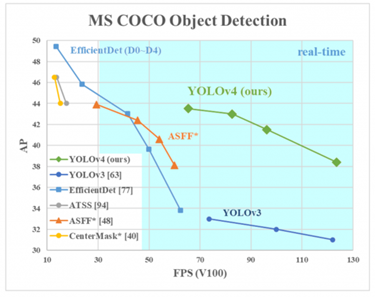 MS COCO Object Detection
EfficientDet (D0~D4)
real-time
YOLOv4 (ours)
ASFF*
YOLOv3
YOLOv4 (ours)
YOLOv3 [63]
EfficientDet [77]
ATSS [94]
ASFF* [48]
CenterMask* [40]
AP
50
48
46
44
42
40
38
36
34
32
30
10
30
50
70
90
110
130
FPS (V100)